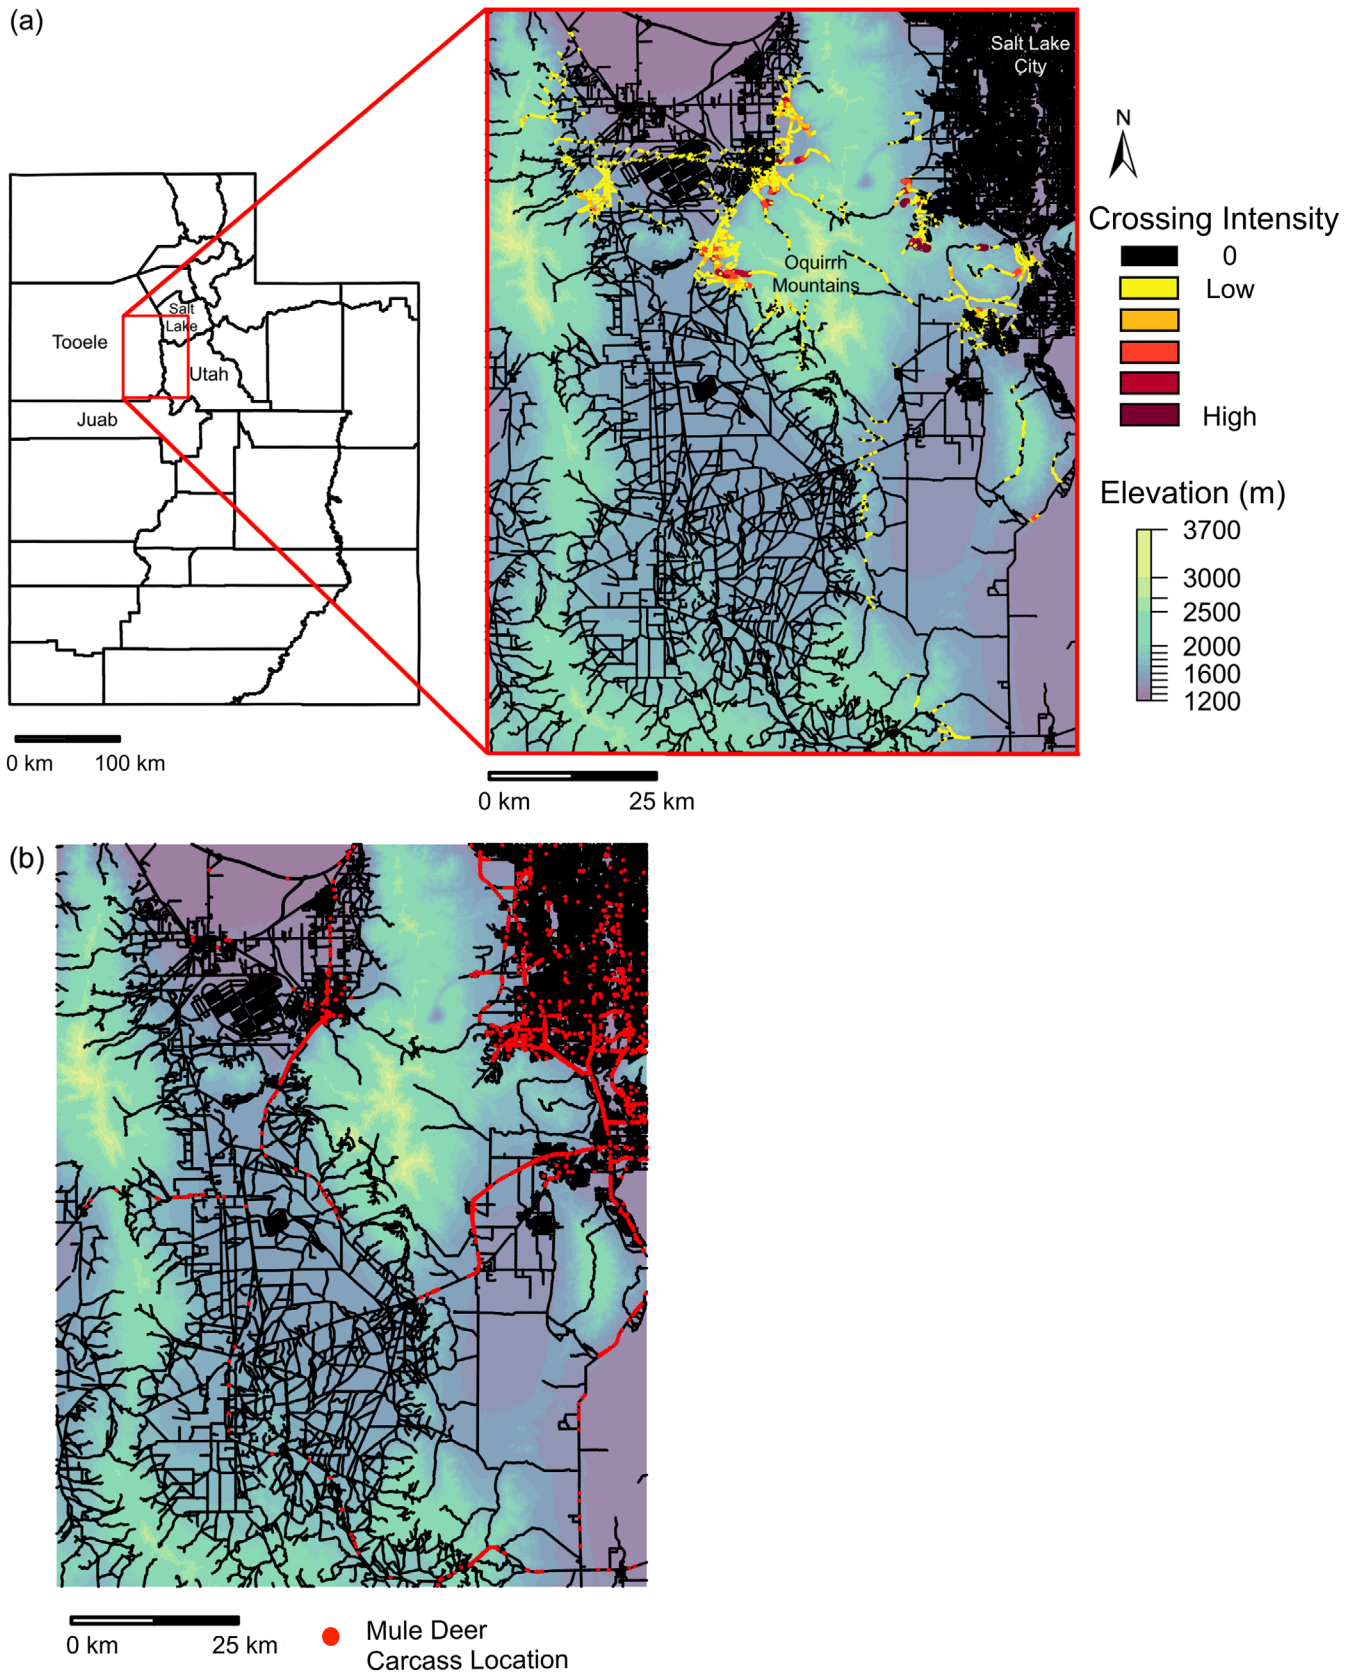 (a)
Salt Lake
City
N
Crossing Intensity
0
Low
High
Oquirrh
Mountains
Salt
Lake
Tooele
Utah
Juab
Elevation (m)
3700
3000
2500
2000
1600
1200
0 km 100 km
0 km 25 km
(b)
0 km 25 km
Mule Deer
Carcass Location